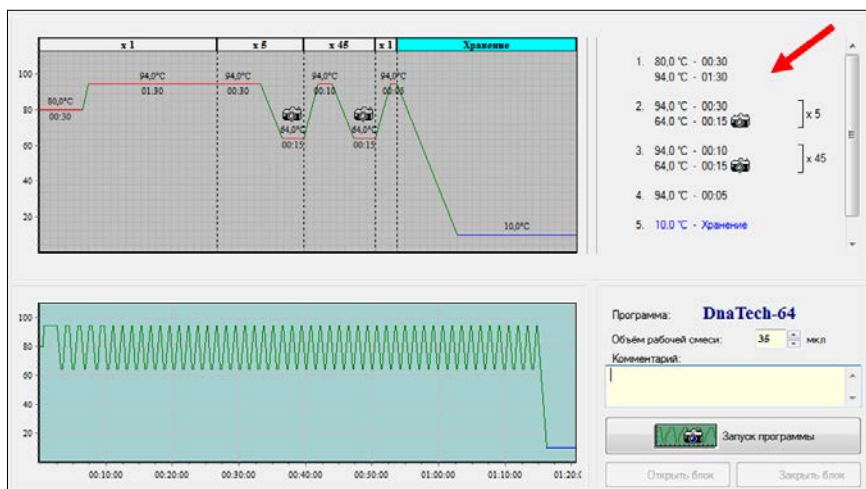 x 1 x 5 x 45 x 1 Хранение
100
80
60
40
20
80,0°C
00:30
94,0°C
01:30
94,0°C
00:30
64,0°C
00:15
94,0°C
00:10
64,0°C
00:15
94,0°C
00:05
10,0°C
1. 80,0 °C - 00:30
94,0 °C - 01:30
2. 94,0 °C - 00:30
64,0 °C - 00:15
x 5
3. 94,0 °C - 00:10
64,0 °C - 00:15
x 45
4. 94,0 °C - 00:05
5. 10,0 °C - Хранение
100
80
60
40
20
00:10:00 00:20:00 00:30:00 00:40:00 00:50:00 01:00:00 01:10:00 01:20:0
Программа: DnaTech-64
Объём рабочей смеси: 35 мкл
Комментарий:
Запуск программы
Открыть блок Закрыть блок